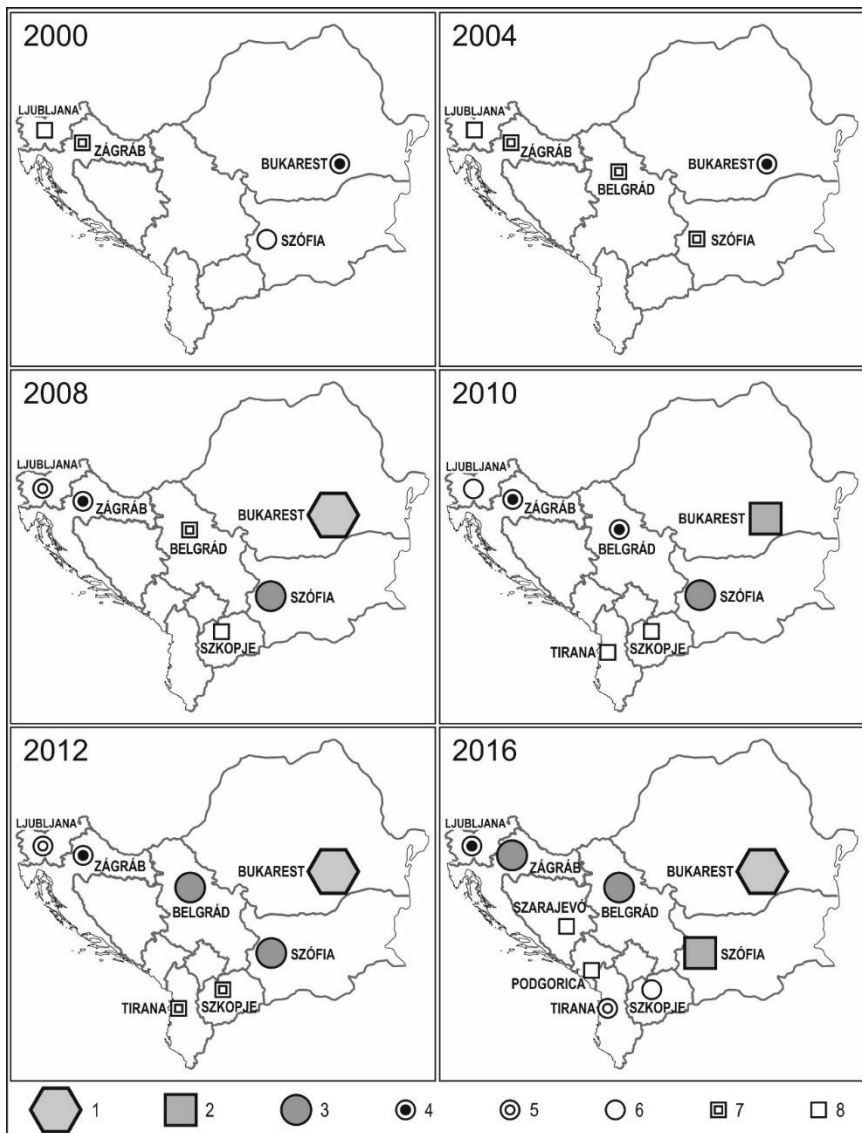 2000
LJUBLJANA
ZÁGRÁB
BUKAREST
SZÓFIA
2004
LJUBLJANA
ZÁGRÁB
BELGRÁD
BUKAREST
SZÓFIA
2008
LJUBLJANA
ZÁGRÁB
BUKAREST
BELGRÁD
SZÓFIA
SZKOPJE
2010
LJUBLJANA
ZÁGRÁB
BUKAREST
BELGRÁD
SZÓFIA
TIRANA
SZKOPJE
2012
LJUBLJANA
ZÁGRÁB
BUKAREST
BELGRÁD
SZÓFIA
TIRANA
SZKOPJE
2016
LJUBLJANA
ZÁGRÁB
BUKAREST
SZARAJEVÓ
BELGRÁD
SZÓFIA
PODGORICA
TIRANA
SZKOPJE
1 2 3 4 5 6 7 8